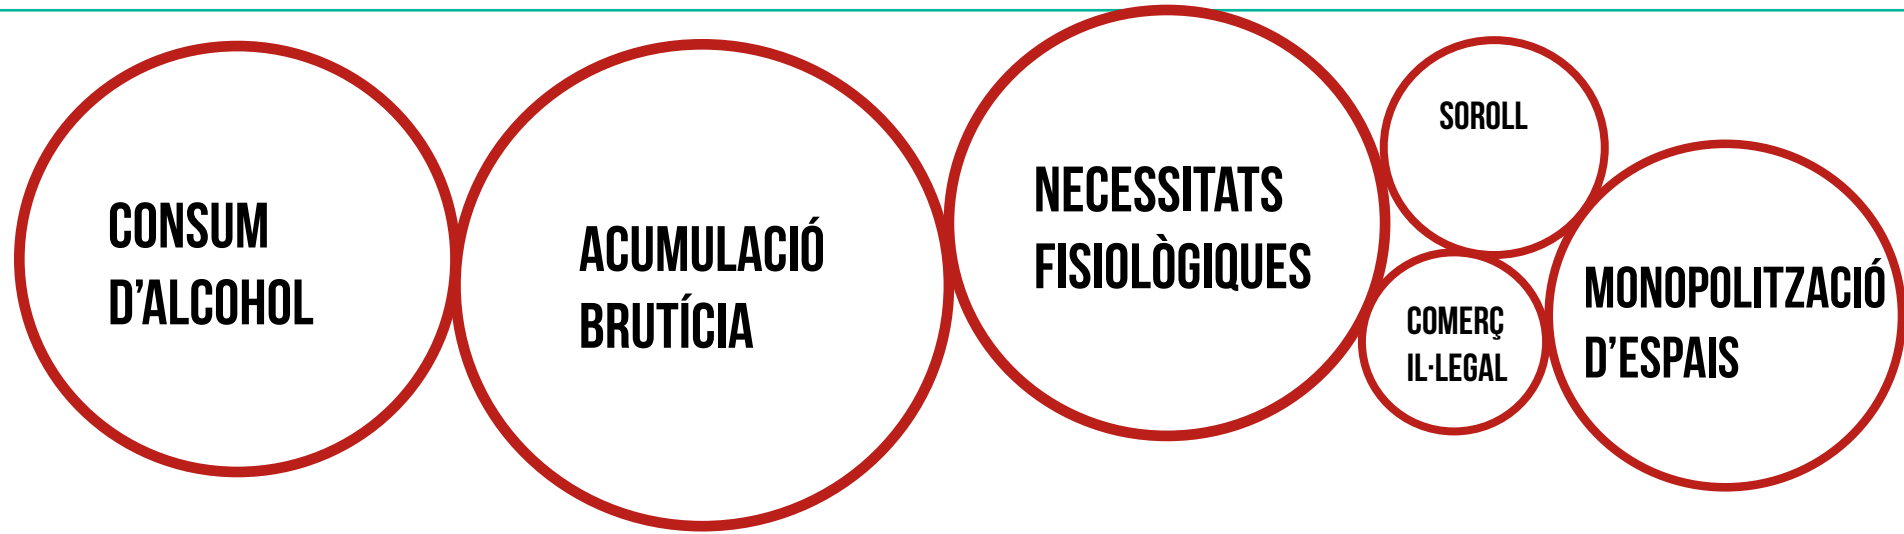 CONSUM
D'ALCOHOL
ACUMULACIÓ
BRUTÍCIA
NECESSITATS
FISIOLÒGIQUES
SOROLL
COMERÇ
IL·LEGAL
MONOPOLITZACIÓ
D'ESPAIS